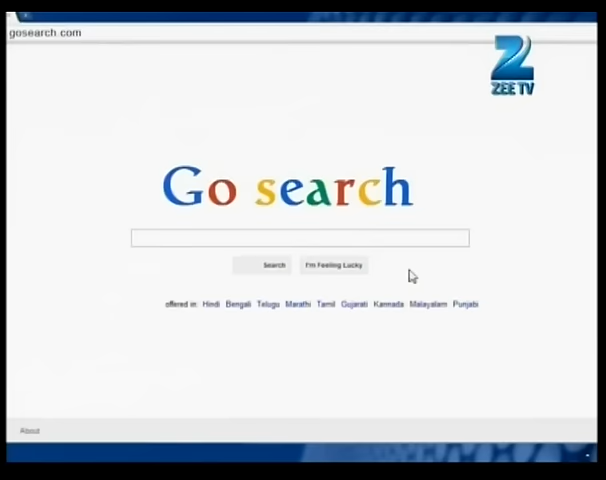 gosearch.com
Z
ZEE TV
Go search
Search I'm Feeling Lucky
offered in: Hindi Bengali Telugu Marathi Tamil Gujarati Kannada Malayalam Punjabi
About